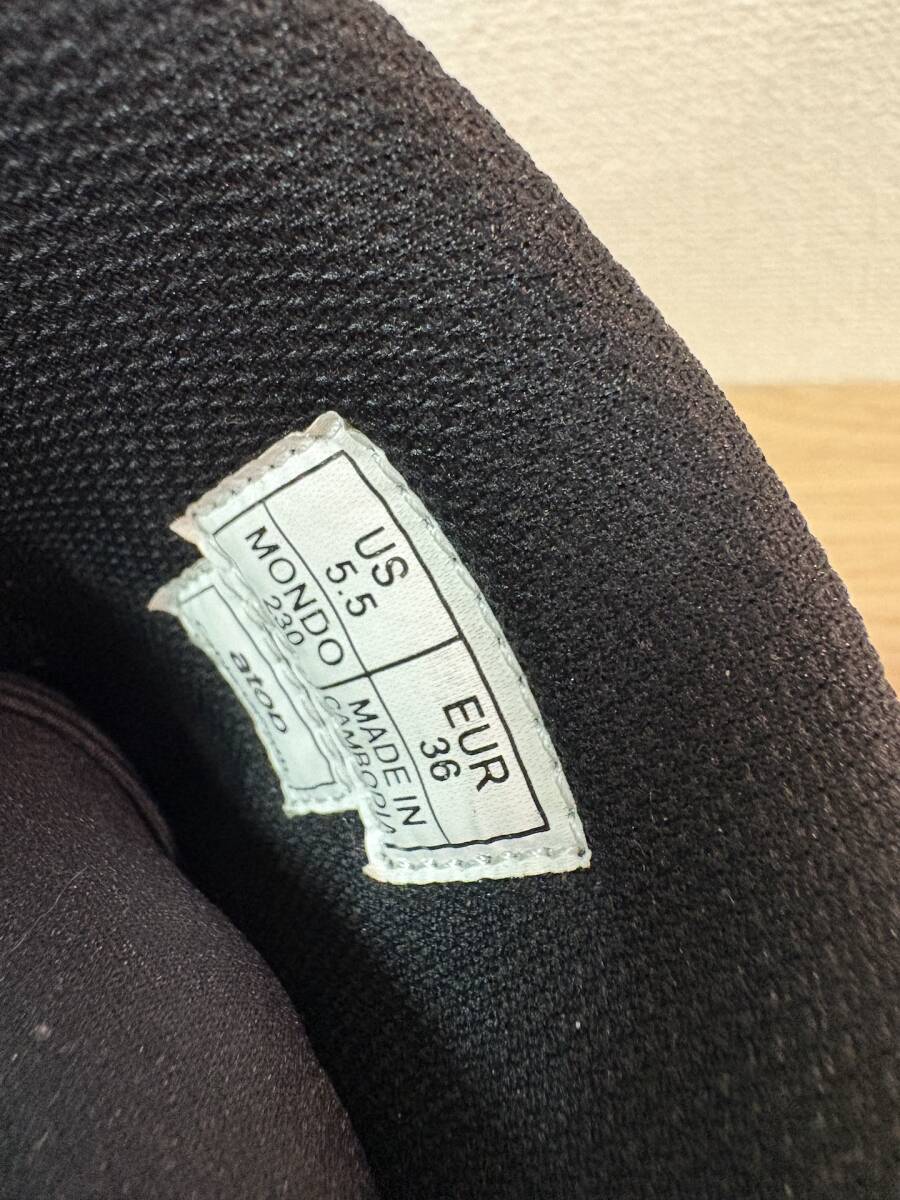 US
5.5
EUR
36
MONDO
230
MADE IN
CAMBODIA
atop